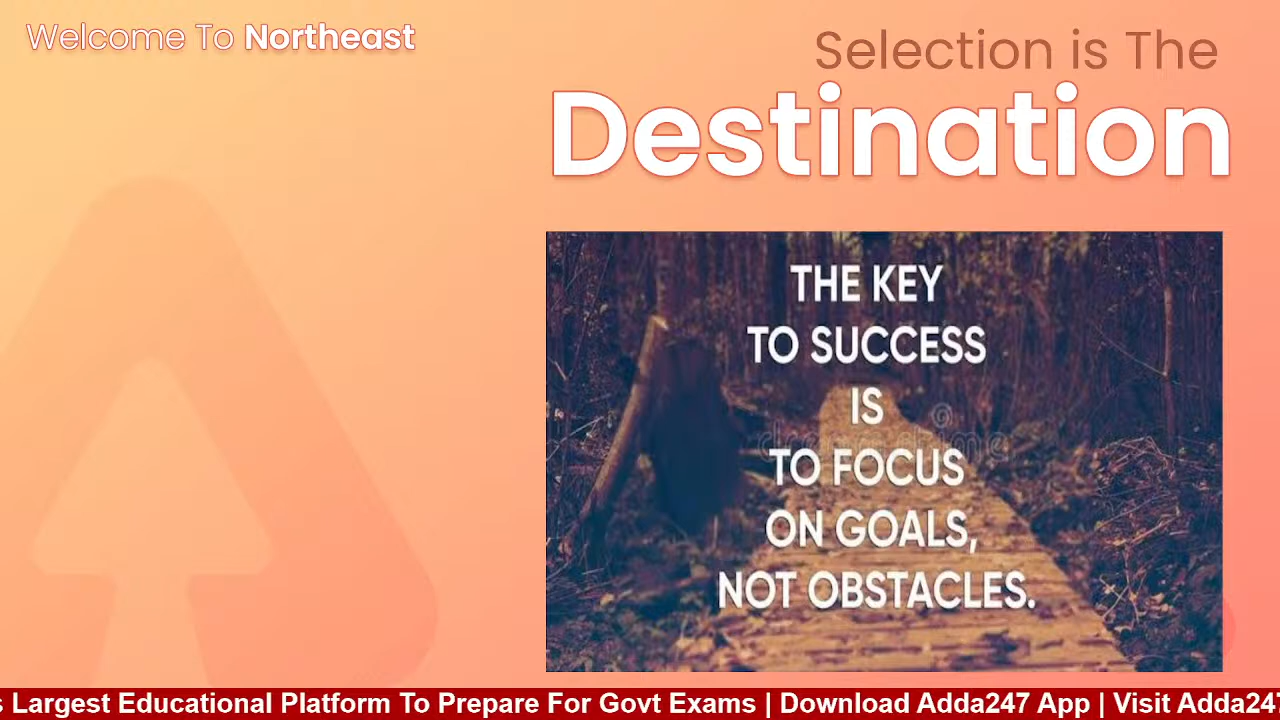 Welcome To Northeast
Selection is The
Destination
THE KEY
TO SUCCESS
IS
dreamstime
TO FOCUS
ON GOALS,
NOT OBSTACLES.
s Largest Educational Platform To Prepare For Govt Exams | Download Adda247 App | Visit Adda247